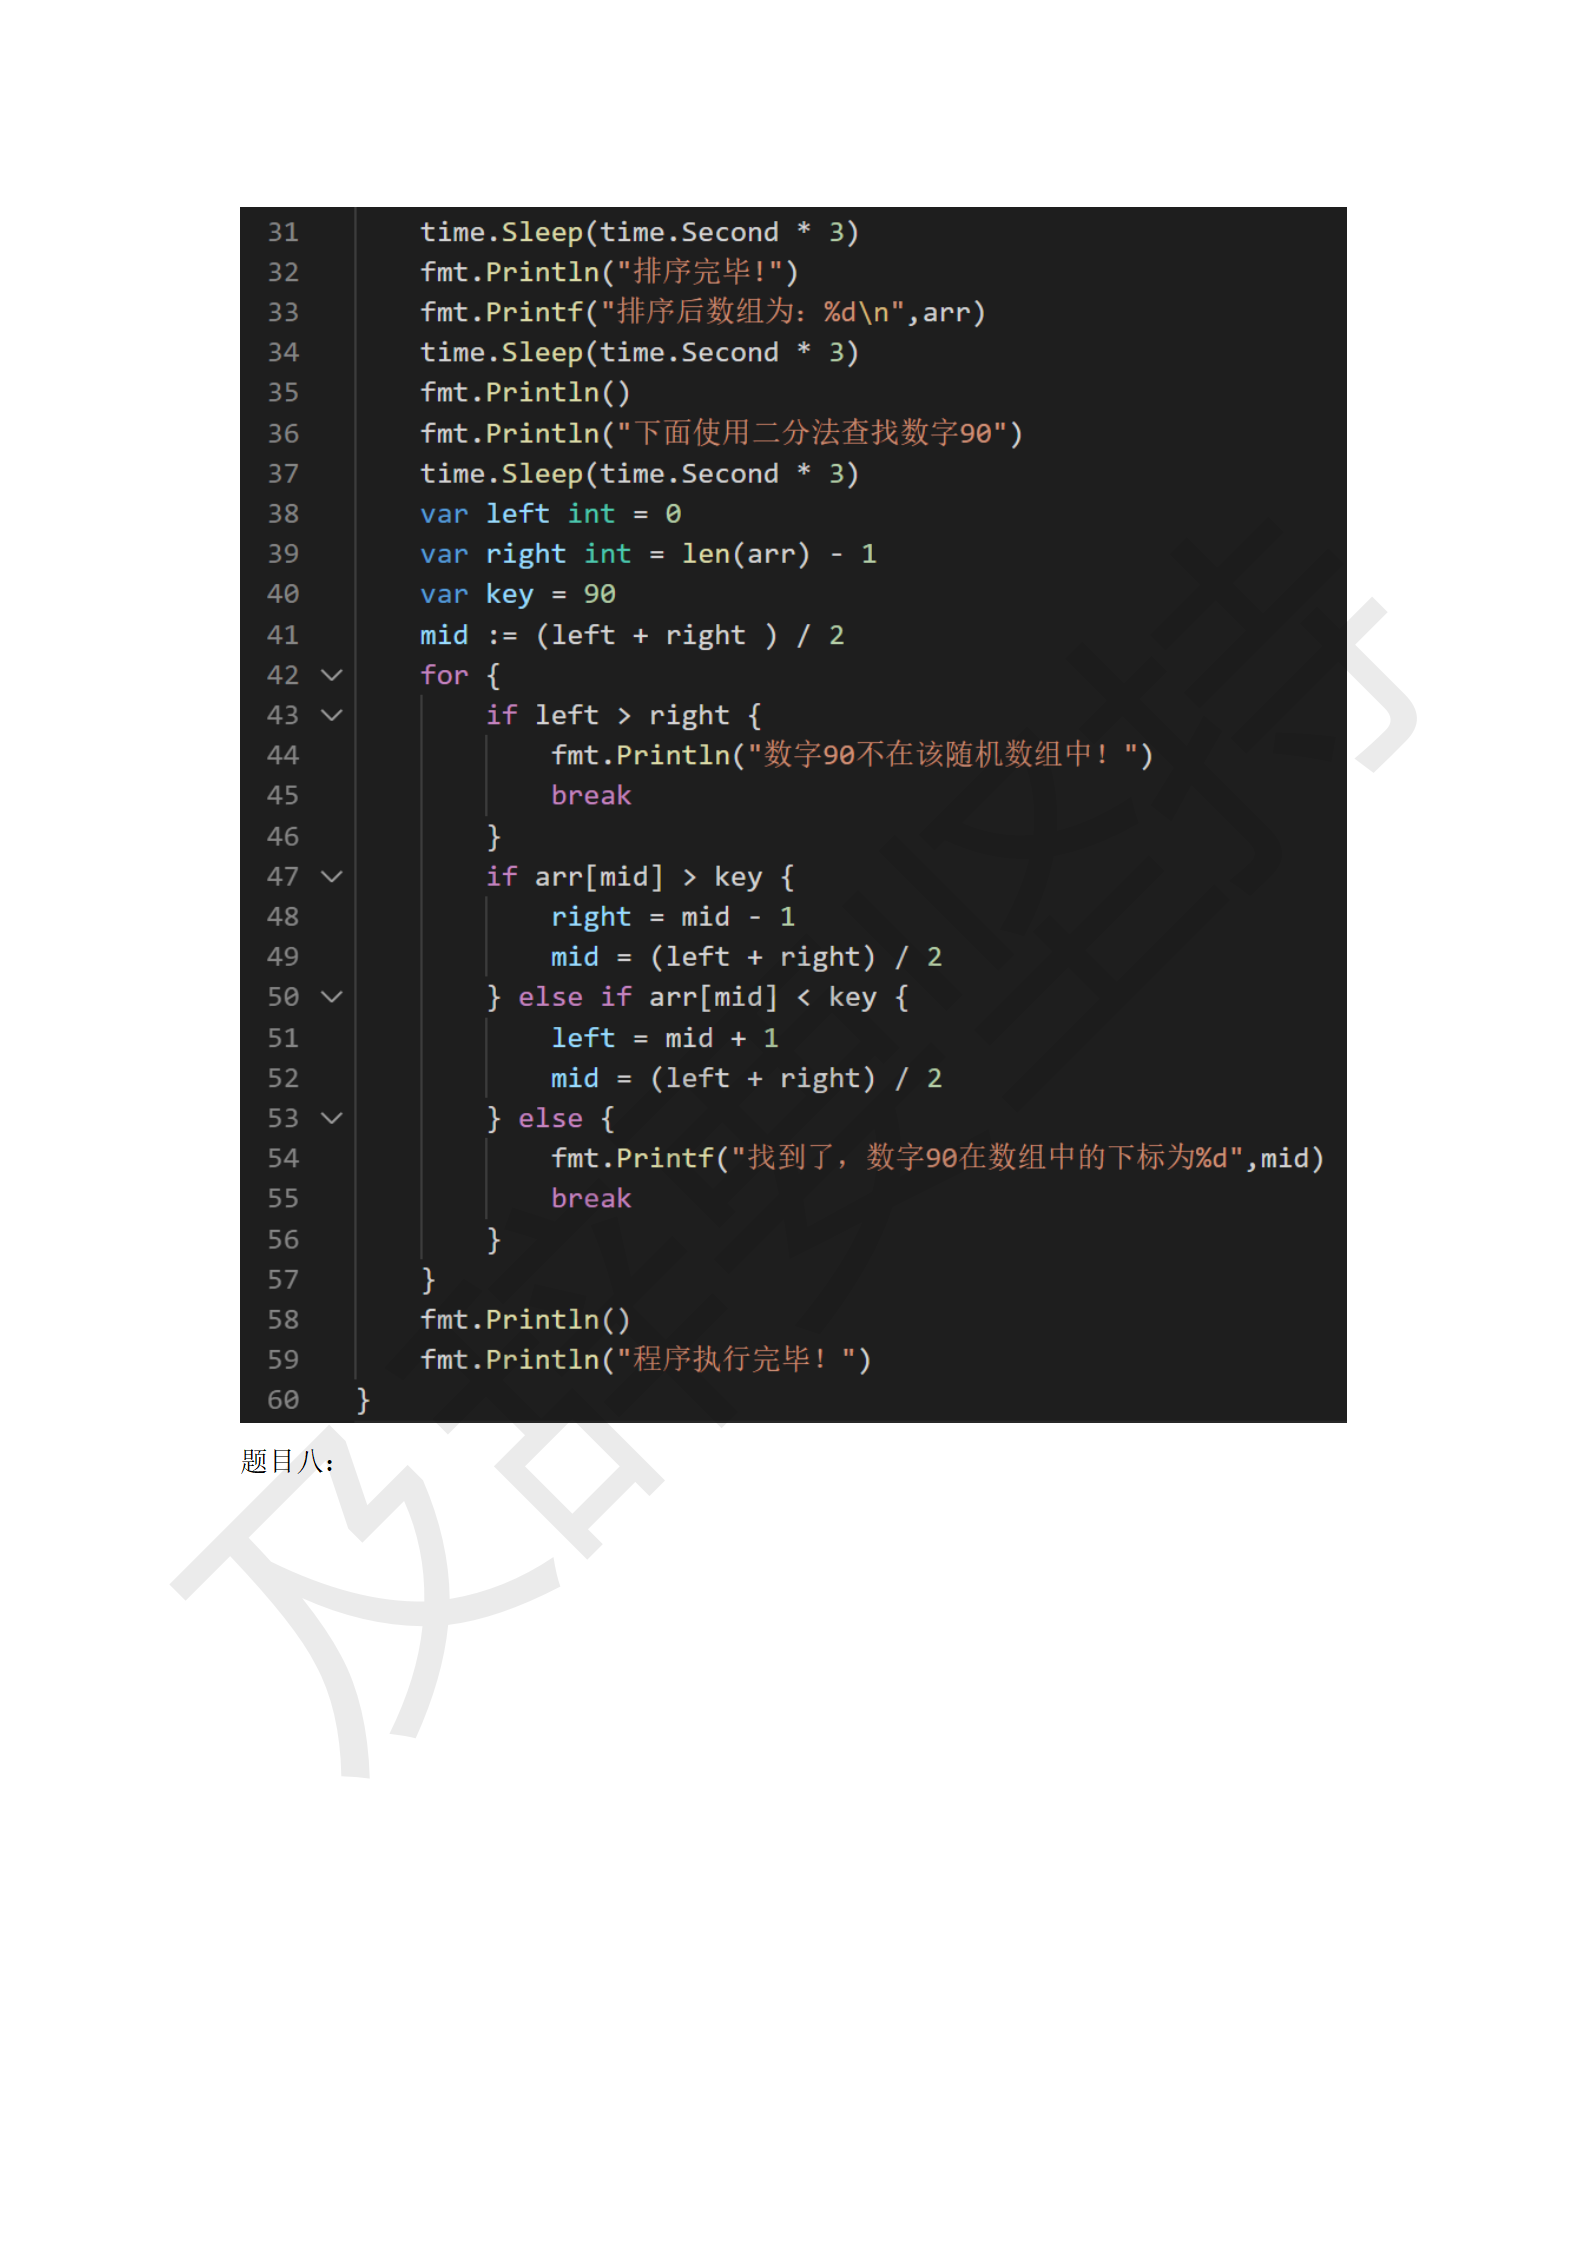 31 time.Sleep(time.Second * 3)
32 fmt.Println("排序完毕!")
33 fmt.Printf("排序后数组为：%d\n",arr)
34 time.Sleep(time.Second * 3)
35 fmt.Println()
36 fmt.Println("下面使用二分法查找数字90")
37 time.Sleep(time.Second * 3)
38 var left int = 0
39 var right int = len(arr) - 1
40 var key = 90
41 mid := (left + right ) / 2
42 for {
43 if left > right {
44 fmt.Println("数字90不在该随机数组中！")
45 break
46 }
47 if arr[mid] > key {
48 right = mid - 1
49 mid = (left + right) / 2
50 } else if arr[mid] < key {
51 left = mid + 1
52 mid = (left + right) / 2
53 } else {
54 fmt.Printf("找到了，数字90在数组中的下标为%d",mid)
55 break
56 }
57 }
58 fmt.Println()
59 fmt.Println("程序执行完毕！")
60 }
题目八：